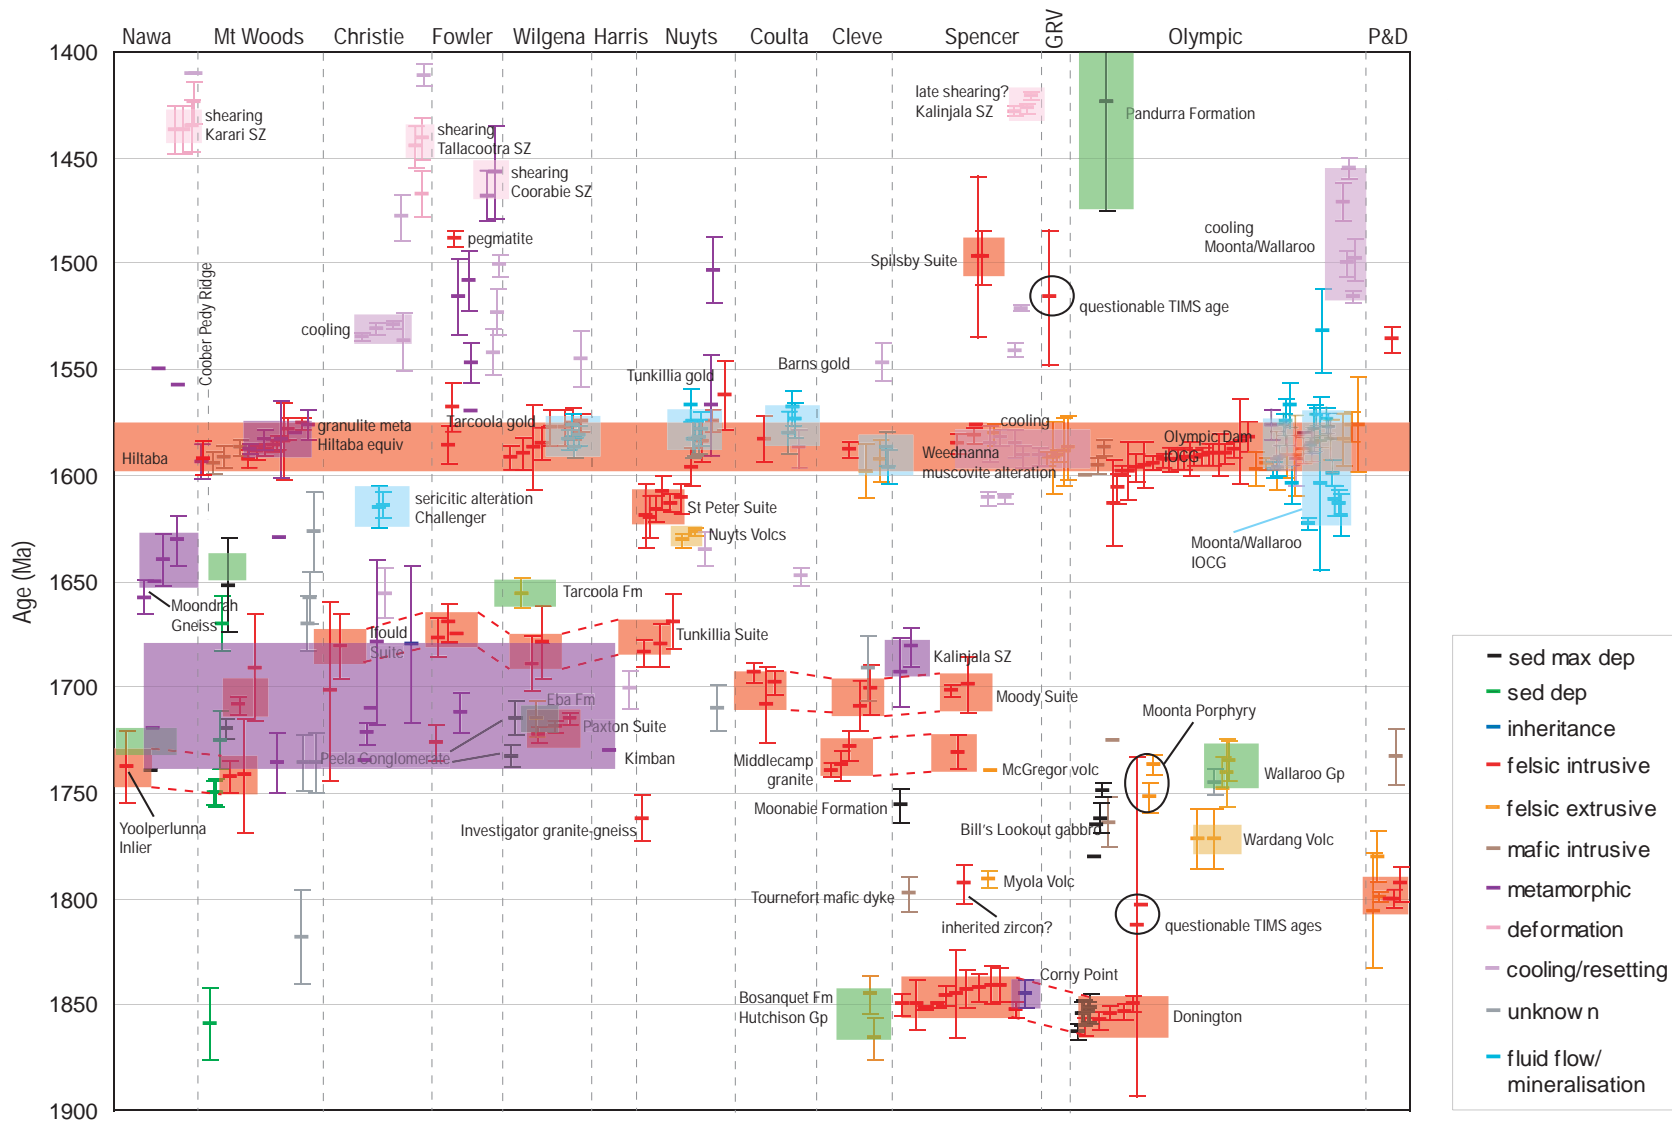 Nawa Mt Woods Christie Fowler Wilgena Harris Nuyts Coulta Cleve Spencer GRV Olympic P&D
Age (Ma)
1400
1450
1500
1550
1600
1650
1700
1750
1800
1850
1900
shearing
Karari SZ
shearing
Tallacootra SZ
shearing
Coorabie SZ
late shearing?
Kalinjala SZ
Pandurra Formation
pegmatite
Spilsby Suite
cooling
Moonta/Wallaroo
questionable TIMS age
Coober Pedy Ridge
cooling
Tunkillia gold
Barns gold
Tarcoola gold
granulite meta
Hiltaba equiv
Hiltaba
cooling
Weednanna
muscovite alteration
Olympic Dam
IOCG
sericitic alteration
Challenger
St Peter Suite
Nuyts Volcs
Moonta/Wallaroo
IOCG
Moondrah
Gneiss
Tarcoola Fm
Ifould
Suite
Tunkillia Suite
Kalinjala SZ
Moody Suite
Eba Fm
Paxton Suite
Peela Conglomerate
Kimban
Middlecamp
granite
McGregor volc
Moonta Porphyry
Wallaroo Gp
Moonabie Formation
Yoolperlunna
Inlier
Investigator granite-gneiss
Bill's Lookout gabbro
Wardang Volc
Tournefort mafic dyke
Myola Volc
inherited zircon?
questionable TIMS ages
Corny Point
Bosanquet Fm
Hutchison Gp
Donington
sed max dep
sed dep
inheritance
felsic intrusive
felsic extrusive
mafic intrusive
metamorphic
deformation
cooling/resetting
unknown
fluid flow/
mineralisation